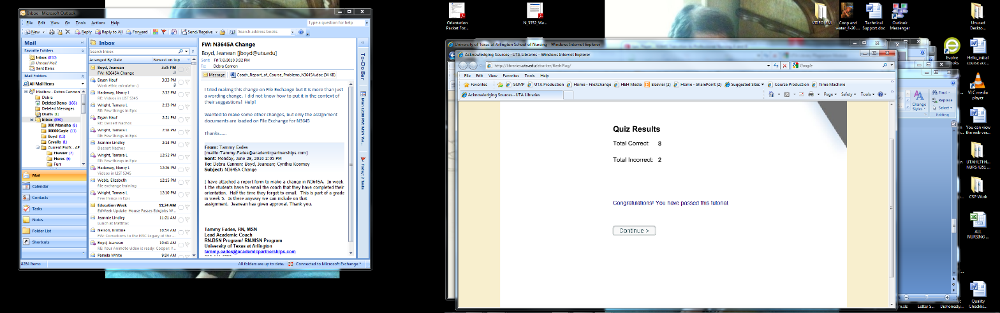 Inbox - Microsoft Outlook
File Edit View Go Tools Actions Help
Type a question for help
New Reply Reply to All Forward Send/Receive Search address books
Mail
Favorite Folders
Inbox (850)
Unread Mail
Sent Items
Mail Folders
All Mail Items
Mailbox - Debra Cannon
Debra
Deleted Items (166)
Deleted Messages
Drafts (1)
Inbox (850)
000 Manisha (8)
00000Gayle (11)
Boyd (12)
Cavallo (1)
Current Profs - AP
Elsevier (2)
Flores (6)
Furr
Mail
Calendar
Contacts
Tasks
Notes
Folder List
Shortcuts
8284 Items
Inbox
Search Inbox
Arranged By: Date Newest on top
Boyd, Jeanean 3:35 PM
FW: N3645A Change
Bryan Hauf 3:33 PM
Work ethic calculator :)
Hadaway, Nancy L 2:32 PM
RE: Videos in LIST 5345
Wright, Tamara L 2:23 PM
RE: Few things in Epic
Bryan Hauf 2:21 PM
RE: Dessert Nachos
Wright, Tamara L 2:18 PM
RE: Few things in Epic
Jeannie Lindley 2:14 PM
Dessert Nachos
Wright, Tamara L 12:52 PM
RE: Few things in Epic
Hadaway, Nancy L 12:26 PM
Videos in LIST 5345
Webb, Elizabeth 12:15 PM
file exchange training
Wright, Tamara L 12:10 PM
Few things in Epic
Education Week 11:24 AM
EdWeek Update: House Passes Edujobs W...
Jeannie Lindley 11:21 AM
Lunch at Mattitos
Nelson, Kristine 10:54 AM
FW: Corrections to the EPIC Legacy of the ...
Boyd, Jeanean 10:41 AM
RE: Your Animoto video is ready: Cooper: Y...
Pamela White 9:34 AM
FW: N3645A Change
Boyd, Jeanean [jboyd@uta.edu]
Sent: Fri 7/2/2010 3:32 PM
To: Debra Cannon
Message Coach_Report_of_Course_Problems_N3645A.doc (34 KB)
I tried making this change on File Exchange but it is more than just
a wording change. I did not know how to put it in the context of
their suggestions! Help!
Wanted to make some other changes, but only the assignment
documents are loaded on File Exchange for N3645
Thanks......
From: Tammy Eades
[mailto:Tammy.Eades@academicpartnerships.com]
Sent: Monday, June 28, 2010 2:05 PM
To: Debra Cannon; Boyd, Jeanean; Cynthia Koomey
Subject: N3645A Change
I have attached a report form to make a change in N3645A. In week
1 the students have to email the coach that they have completed their
orientation. Half the time they forget to email. This is part of a grade
in week 5. Is there anyway we can include on that
assignment. Jeanean has given approval. Thank you.
Tammy Eades, RN, MSN
Lead Academic Coach
RN-BSN Program/ RN-MSN Program
University of Texas at Arlington
tammy.eades@academicpartnerships.com
All folders are up to date. Connected to Microsoft Exchange
To-Do Bar
Mon 12:00 PM: MSN We...
Today: 2 Tasks
Orientation
Packet For...
N 3352 We...
VIDEO RM
Coop and
water_4-20...
Technical
Support.doc
Outlook
Messenger
Unused
Deskto...
University of Texas at Arlington School of Nursing - Windows Internet Explorer
Acknowledging Sources--UTA Libraries - Windows Internet Explorer
http://libraries.uta.edu/ebarker/flashPlag/
Google
File Edit View Favorites Tools Help
Favorites GUMP UTA Production Home - FileXchange HEH Media Elsevier (2) Home - SharePoint (2) Suggested Sites Course Production Time Machine
Acknowledging Sources--UTA Libraries
Page Safety Tools
Quiz Results
Total Correct: 8
Total Incorrect: 2
Congratulations! You have passed this tutorial.
Continue >
Change
Styles
Find
Replace
Select
Editing
Evolve
Hello_initial
course acc...
VLC media
player
You can view
the web ver...
UTAHLTH4...
NURS 4351 ...
C3P Work
ALL
NURSING ...
Quality
Checklis...
Letter S...
Dishonesty...